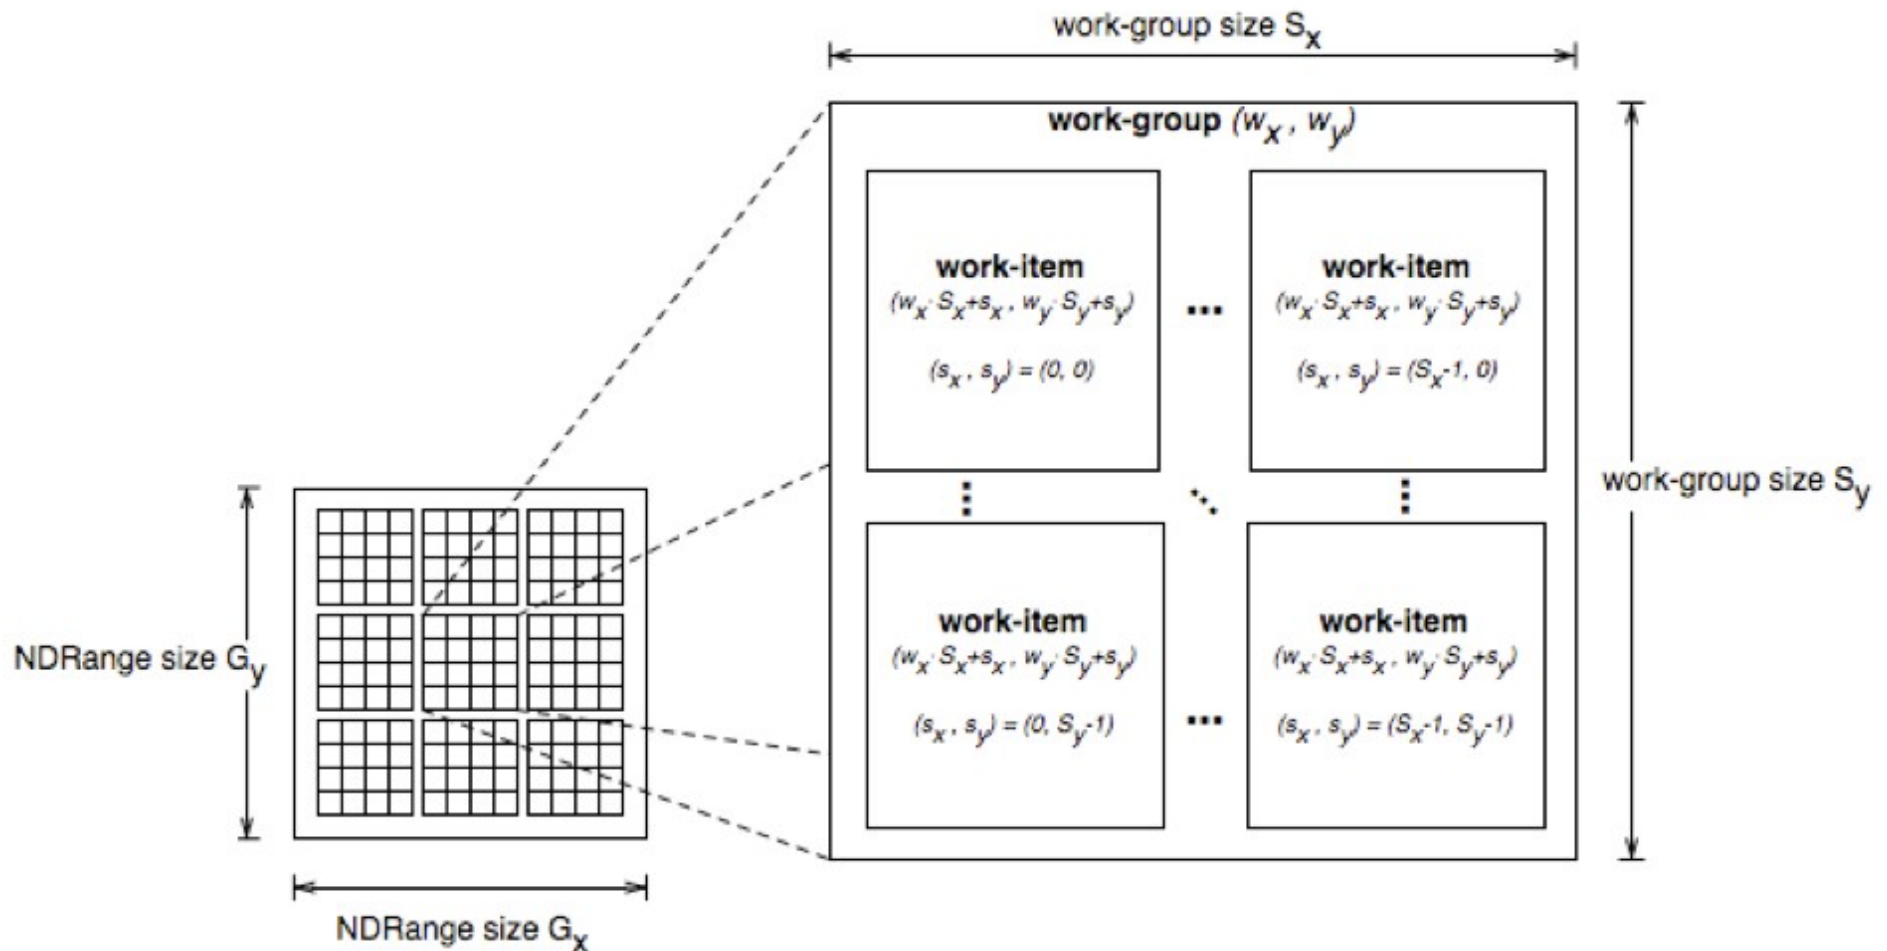 work-group size Sx
work-group (wx, wy)
work-item
(wx· Sx+sx, wy· Sy+sy)
(sx, sy) = (0, 0)
...
work-item
(wx· Sx+sx, wy· Sy+sy)
(sx, sy) = (Sx-1, 0)
work-group size Sy
work-item
(wx· Sx+sx, wy· Sy+sy)
(sx, sy) = (0, Sy-1)
...
work-item
(wx· Sx+sx, wy· Sy+sy)
(sx, sy) = (Sx-1, Sy-1)
NDRange size Gy
NDRange size Gx